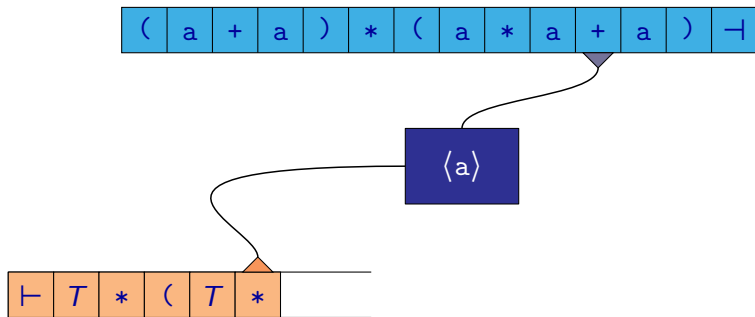 ( a + a ) * ( a * a + a ) ⊣
⟨a⟩
⊢ T * ( T *